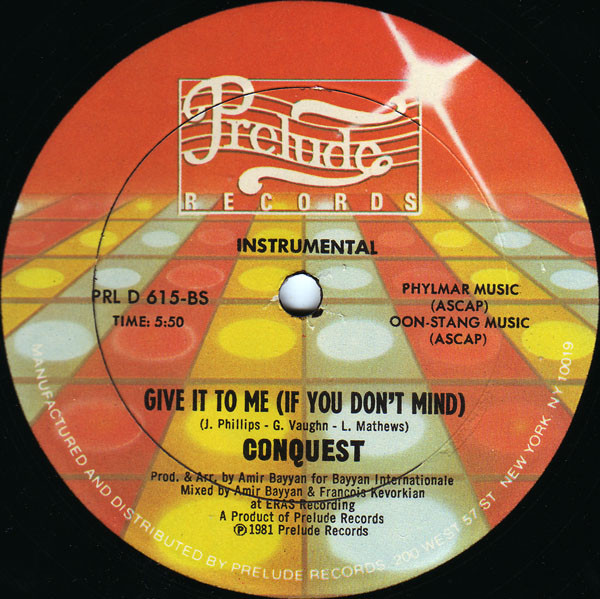 Prelude
RECORDS
INSTRUMENTAL
PRL D 615-BS
TIME: 5:50
PHYLMAR MUSIC
(ASCAP)
OON-STANG MUSIC
(ASCAP)
GIVE IT TO ME (IF YOU DON'T MIND)
(J. Phillips - G. Vaughn - L. Mathews)
CONQUEST
Prod. & Arr. by Amir Bayyan for Bayyan Internationale
Mixed by Amir Bayyan & Francois Kevorkian
at ERAS Recording
A Product of Prelude Records
℗1981 Prelude Records
MANUFACTURED AND DISTRIBUTED BY PRELUDE RECORDS, 200 WEST 57 ST. NEW YORK, NY 10019